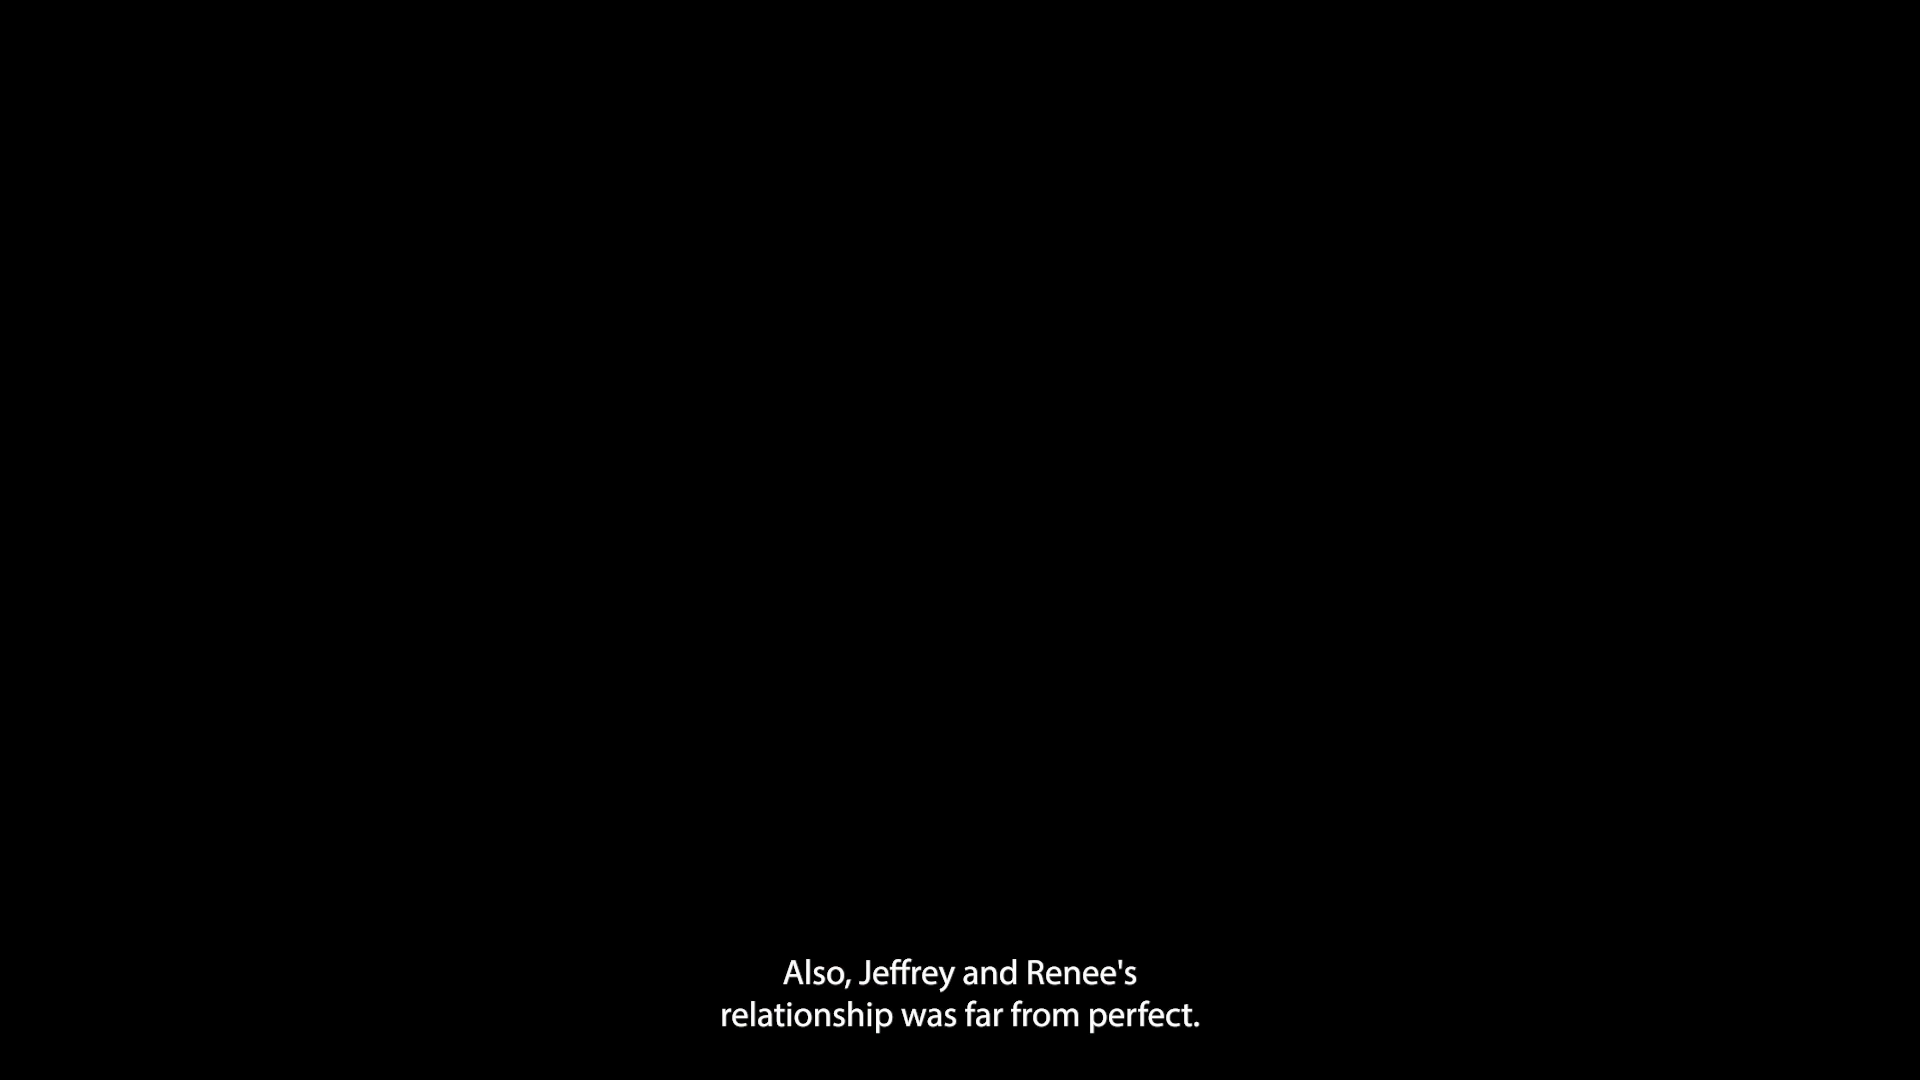 Also, Jeffrey and Renee's
relationship was far from perfect.